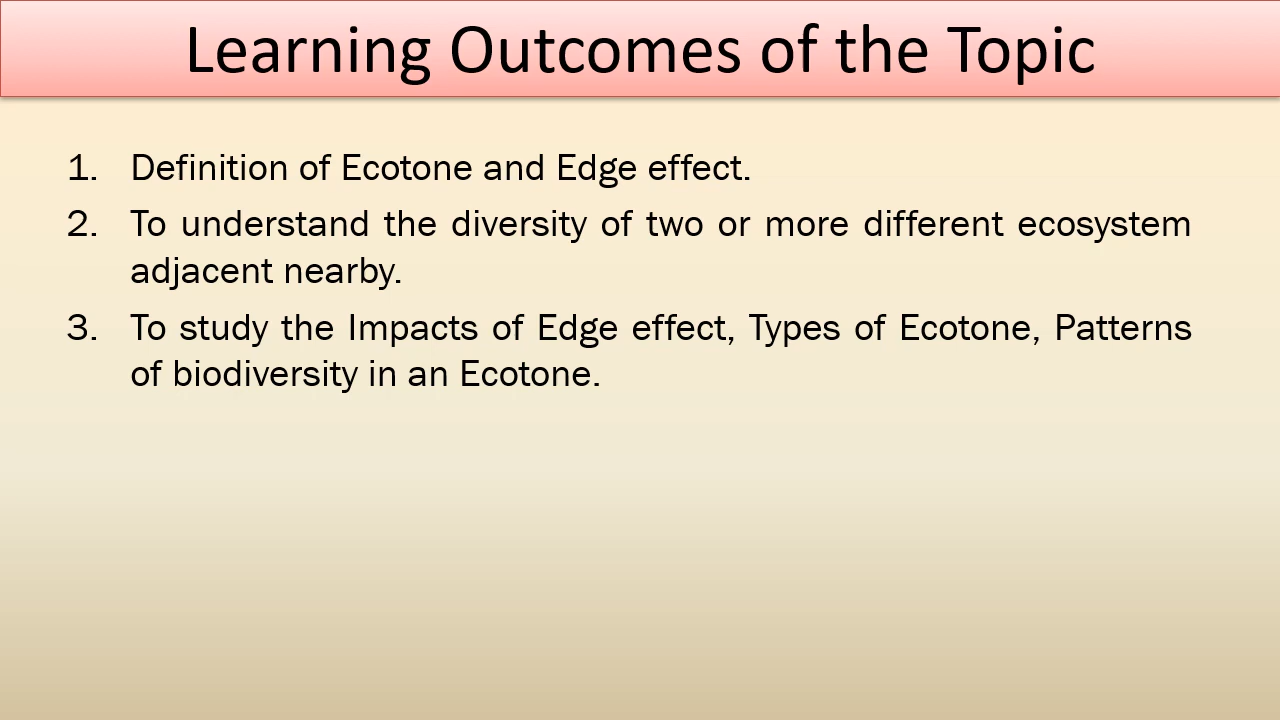 Learning Outcomes of the Topic
1. Definition of Ecotone and Edge effect.
2. To understand the diversity of two or more different ecosystem
adjacent nearby.
3. To study the Impacts of Edge effect, Types of Ecotone, Patterns
of biodiversity in an Ecotone.